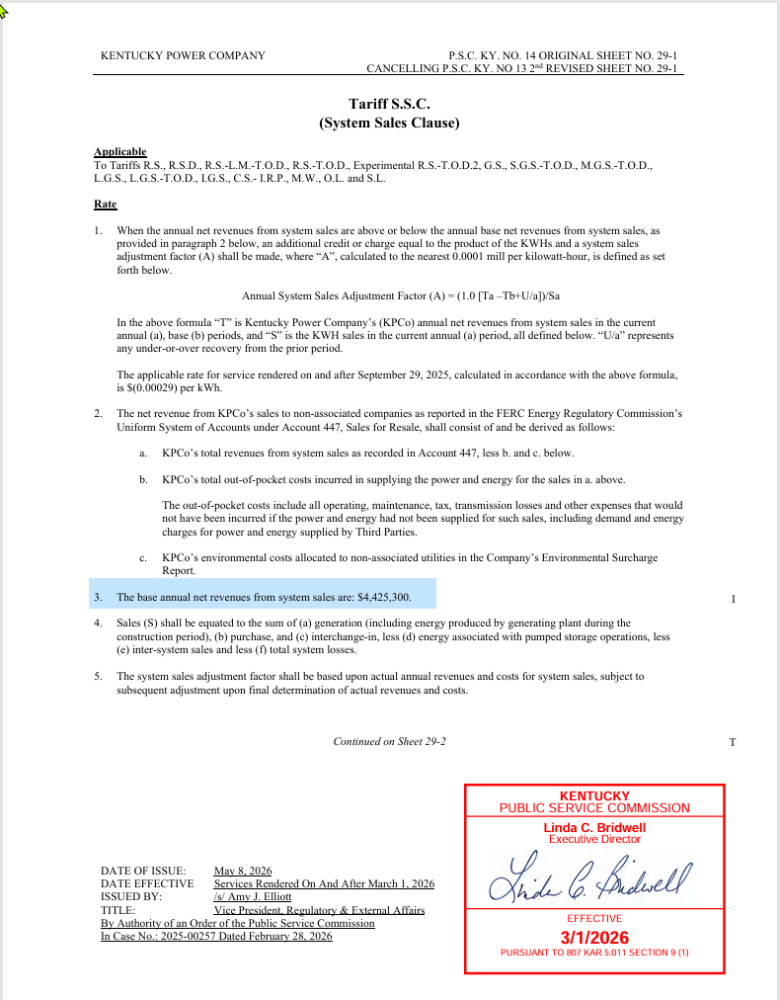 KENTUCKY POWER COMPANY
P.S.C. KY. NO. 14 ORIGINAL SHEET NO. 29-1
CANCELLING P.S.C. KY. NO 13 2nd REVISED SHEET NO. 29-1
Tariff S.S.C.
(System Sales Clause)
Applicable
To Tariffs R.S., R.S.D., R.S.-L.M.-T.O.D., R.S.-T.O.D., Experimental R.S.-T.O.D.2, G.S., S.G.S.-T.O.D., M.G.S.-T.O.D.,
L.G.S., L.G.S.-T.O.D., I.G.S., C.S.- I.R.P., M.W., O.L. and S.L.
Rate
1. When the annual net revenues from system sales are above or below the annual base net revenues from system sales, as
provided in paragraph 2 below, an additional credit or charge equal to the product of the KWHs and a system sales
adjustment factor (A) shall be made, where “A”, calculated to the nearest 0.0001 mill per kilowatt-hour, is defined as set
forth below.
Annual System Sales Adjustment Factor (A) = (1.0 [Ta –Tb+U/a])/Sa
In the above formula “T” is Kentucky Power Company’s (KPCo) annual net revenues from system sales in the current
annual (a), base (b) periods, and “S” is the KWH sales in the current annual (a) period, all defined below. “U/a” represents
any under-or-over recovery from the prior period.
The applicable rate for service rendered on and after September 29, 2025, calculated in accordance with the above formula,
is $(0.00029) per kWh.
2. The net revenue from KPCo’s sales to non-associated companies as reported in the FERC Energy Regulatory Commission’s
Uniform System of Accounts under Account 447, Sales for Resale, shall consist of and be derived as follows:
a. KPCo’s total revenues from system sales as recorded in Account 447, less b. and c. below.
b. KPCo’s total out-of-pocket costs incurred in supplying the power and energy for the sales in a. above.
The out-of-pocket costs include all operating, maintenance, tax, transmission losses and other expenses that would
not have been incurred if the power and energy had not been supplied for such sales, including demand and energy
charges for power and energy supplied by Third Parties.
c. KPCo’s environmental costs allocated to non-associated utilities in the Company’s Environmental Surcharge
Report.
3. The base annual net revenues from system sales are: $4,425,300. I
4. Sales (S) shall be equated to the sum of (a) generation (including energy produced by generating plant during the
construction period), (b) purchase, and (c) interchange-in, less (d) energy associated with pumped storage operations, less
(e) inter-system sales and less (f) total system losses.
5. The system sales adjustment factor shall be based upon actual annual revenues and costs for system sales, subject to
subsequent adjustment upon final determination of actual revenues and costs.
Continued on Sheet 29-2 T
DATE OF ISSUE: May 8, 2026
DATE EFFECTIVE Services Rendered On And After March 1, 2026
ISSUED BY: /s/ Amy J. Elliott
TITLE: Vice President, Regulatory & External Affairs
By Authority of an Order of the Public Service Commission
In Case No.: 2025-00257 Dated February 28, 2026
KENTUCKY
PUBLIC SERVICE COMMISSION
Linda C. Bridwell
Executive Director
Linda C. Bridwell
EFFECTIVE
3/1/2026
PURSUANT TO 807 KAR 5:011 SECTION 9 (1)